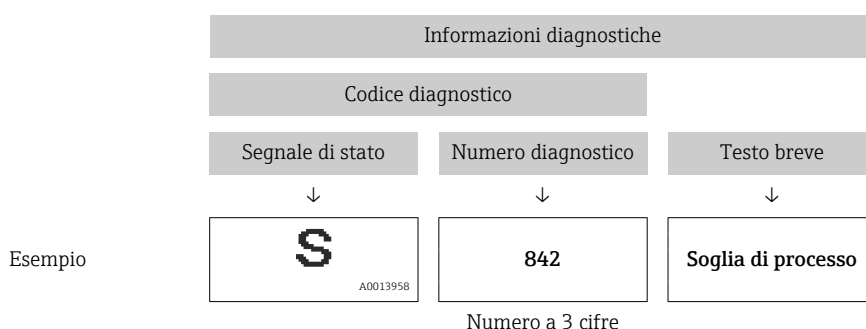 Informazioni diagnostiche
Codice diagnostico
Segnale di stato Numero diagnostico Testo breve
↓ ↓ ↓
Esempio S 842 Soglia di processo
A0013958
Numero a 3 cifre